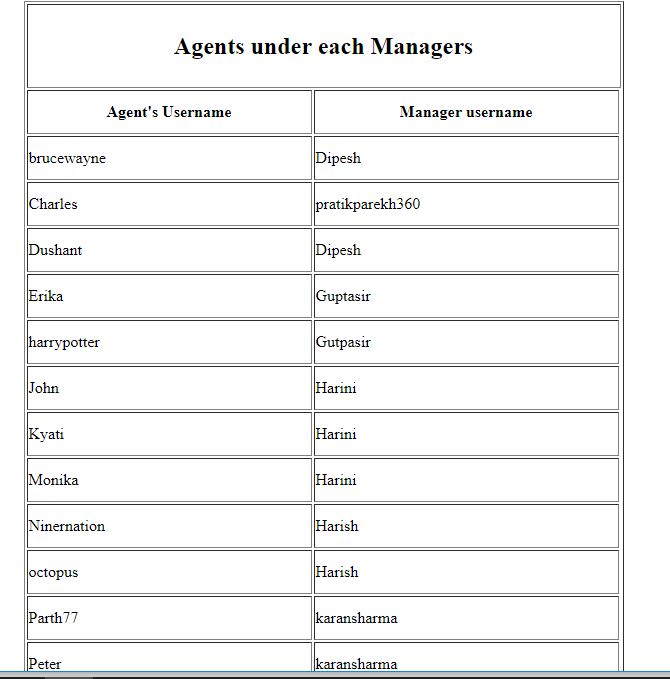 Agents under each Managers
Agent's Username Manager username
brucewayne Dipesh
Charles pratikparekh360
Dushant Dipesh
Erika Guptasir
harrypotter Gutpasir
John Harini
Kyati Harini
Monika Harini
Ninernation Harish
octopus Harish
Parth77 karansharma
Peter karansharma